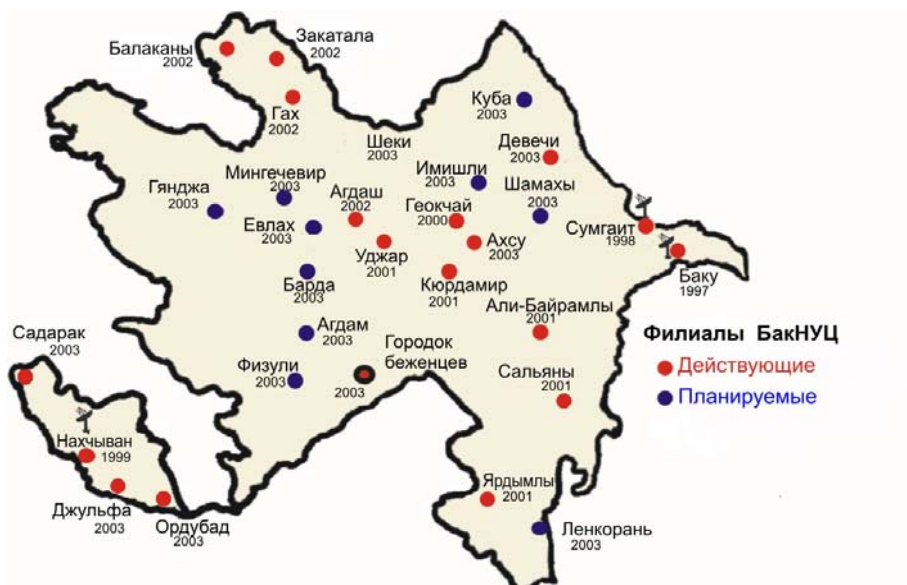 Закатала
2002
Балаканы
2002
Гах
2002
Куба
2003
Девечи
2003
Шеки
2003
Имишли
2003
Шамахы
2003
Мингечевир
2003
Гянджа
2003
Агдаш
2002
Геокчай
2000
Евлах
2003
Уджар
2001
Ахсу
2003
Сумгаит
1998
Баку
1997
Барда
2003
Кюрдамир
2001
Али-Байрамлы
2001
Садарак
2003
Агдам
2003
Городок
беженцев
2003
Физули
2003
Сальяны
2001
Филиалы БакНУЦ
Действующие
Планируемые
Нахчыван
1999
Джульфа
2003
Ордубад
2003
Ярдымлы
2001
Ленкорань
2003